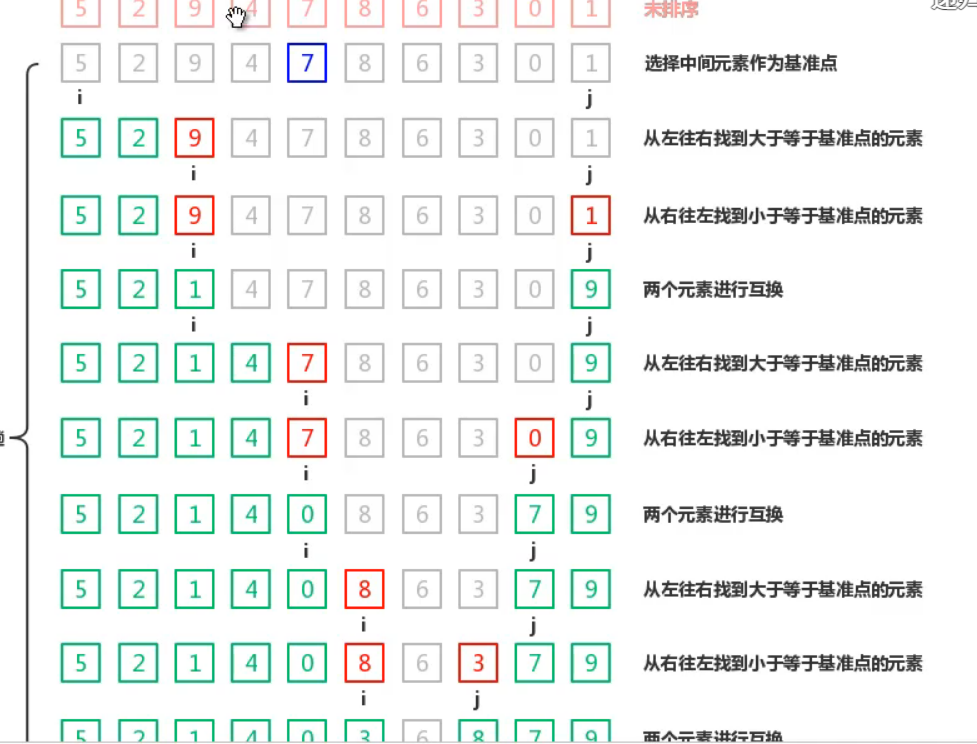 5 2 9 4 7 8 6 3 0 1 未排序
5 2 9 4 7 8 6 3 0 1 选择中间元素作为基准点
i j
5 2 9 4 7 8 6 3 0 1 从左往右找到大于等于基准点的元素
i j
5 2 9 4 7 8 6 3 0 1 从右往左找到小于等于基准点的元素
i j
5 2 1 4 7 8 6 3 0 9 两个元素进行互换
i j
5 2 1 4 7 8 6 3 0 9 从左往右找到大于等于基准点的元素
i j
5 2 1 4 7 8 6 3 0 9 从右往左找到小于等于基准点的元素
i j
5 2 1 4 0 8 6 3 7 9 两个元素进行互换
i j
5 2 1 4 0 8 6 3 7 9 从左往右找到大于等于基准点的元素
i j
5 2 1 4 0 8 6 3 7 9 从右往左找到小于等于基准点的元素
i j
5 2 1 4 0 3 6 8 7 9 两个元素进行互换